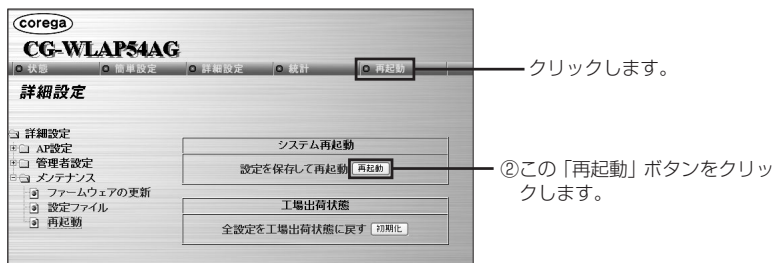 corega
CG-WLAP54AG
状態 簡単設定 詳細設定 統計 再起動
クリックします。
詳細設定
詳細設定
AP設定
管理者設定
メンテナンス
ファームウェアの更新
設定ファイル
再起動
システム再起動
設定を保存して再起動 再起動
②この「再起動」ボタンをクリッ
クします。
工場出荷状態
全設定を工場出荷状態に戻す 初期化